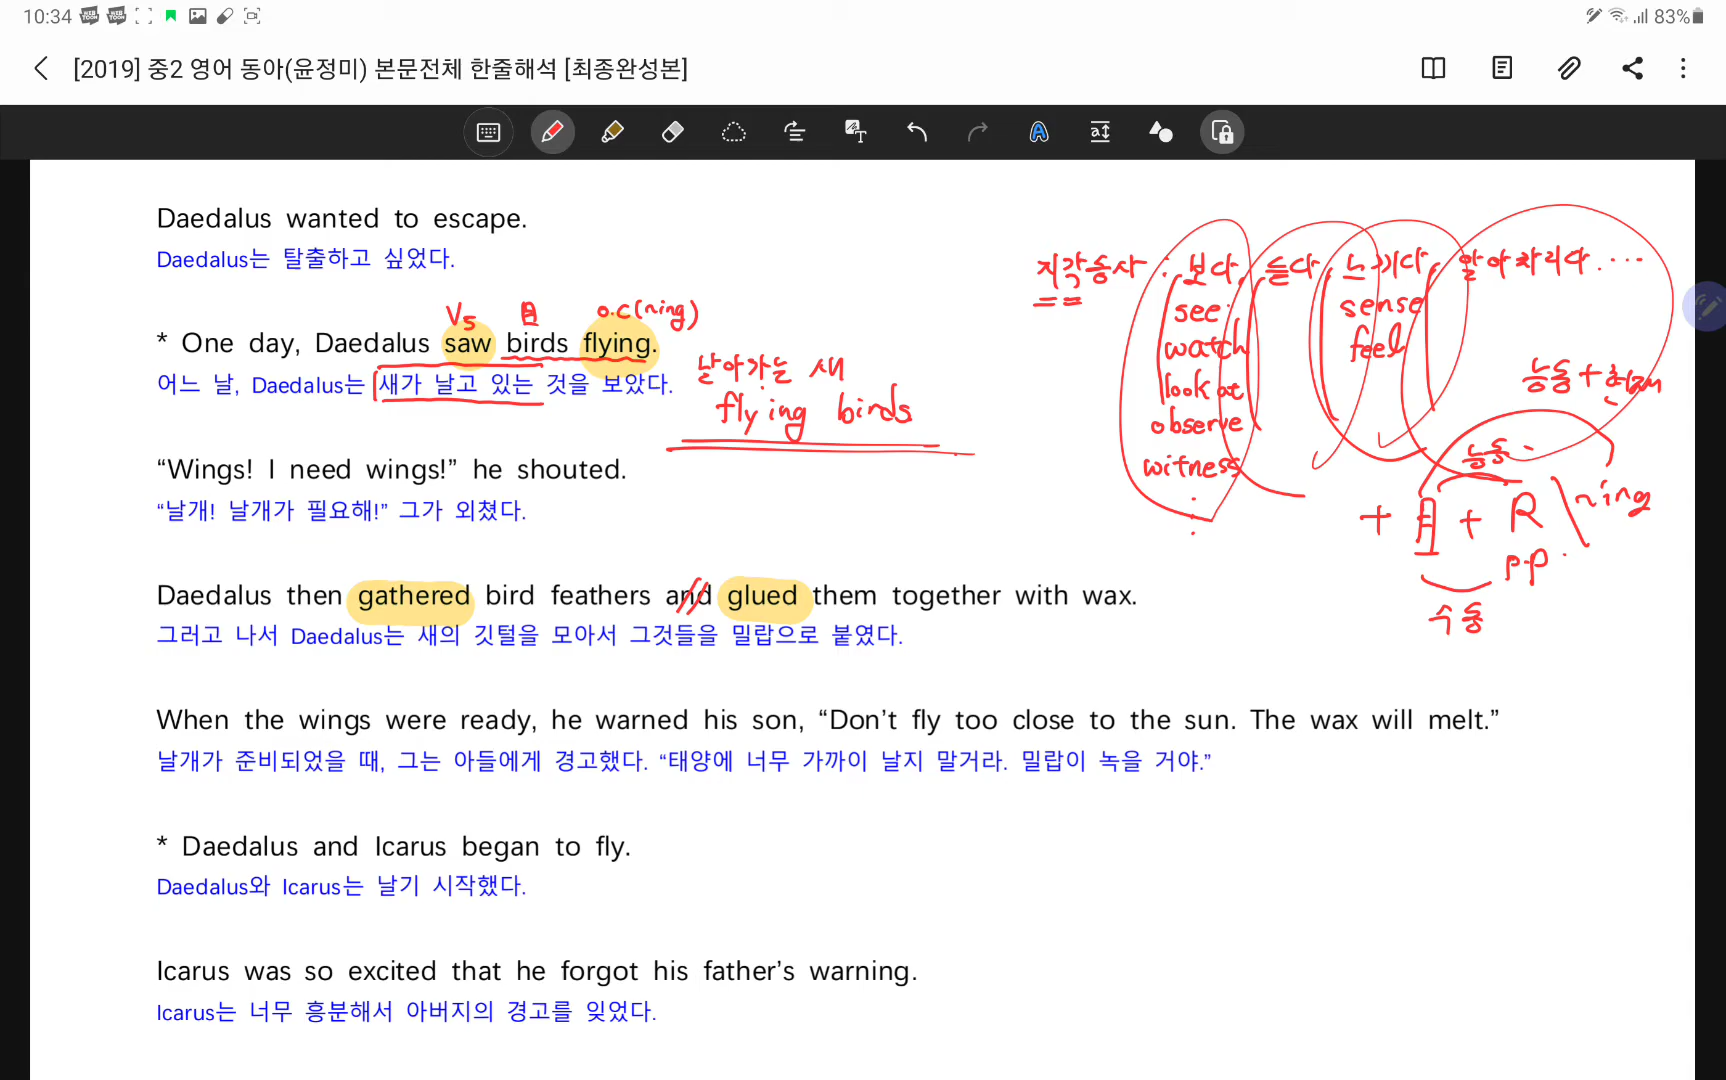 10:34 83%
[2019] 중2 영어 동아(윤정미) 본문전체 한줄해석 [최종완성본]
Daedalus wanted to escape.
Daedalus는 탈출하고 싶었다.
지각동사 : 보다, 듣다, 느끼다, 알아차리다....
see
watch
look at
observe
witness
sense
feel
V5 목 o.c(ning)
* One day, Daedalus saw birds flying.
어느 날, Daedalus는 새가 날고 있는 것을 보았다.
날아가는 새
flying birds
능동+현재
능동
+ 목 + R \ ning
p.p
수동
“Wings! I need wings!” he shouted.
“날개! 날개가 필요해!” 그가 외쳤다.
Daedalus then gathered bird feathers and glued them together with wax.
그러고 나서 Daedalus는 새의 깃털을 모아서 그것들을 밀랍으로 붙였다.
When the wings were ready, he warned his son, “Don’t fly too close to the sun. The wax will melt.”
날개가 준비되었을 때, 그는 아들에게 경고했다. “태양에 너무 가까이 날지 말거라. 밀랍이 녹을 거야.”
* Daedalus and Icarus began to fly.
Daedalus와 Icarus는 날기 시작했다.
Icarus was so excited that he forgot his father’s warning.
Icarus는 너무 흥분해서 아버지의 경고를 잊었다.